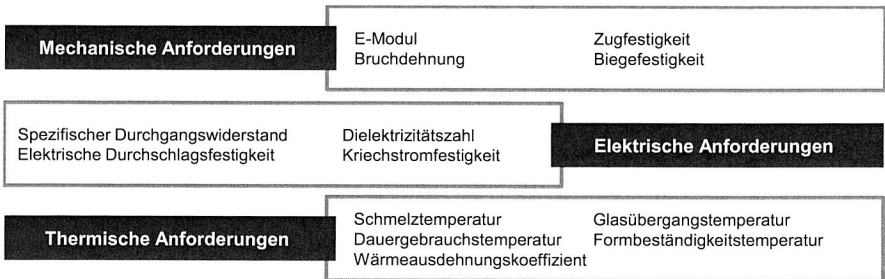 Mechanische Anforderungen
E-Modul Zugfestigkeit
Bruchdehnung Biegefestigkeit
Spezifischer Durchgangswiderstand Dielektrizitätszahl
Elektrische Durchschlagsfestigkeit Kriechstromfestigkeit
Elektrische Anforderungen
Thermische Anforderungen
Schmelztemperatur Glasübergangstemperatur
Dauergebrauchstemperatur Formbeständigkeitstemperatur
Wärmeausdehnungskoeffizient